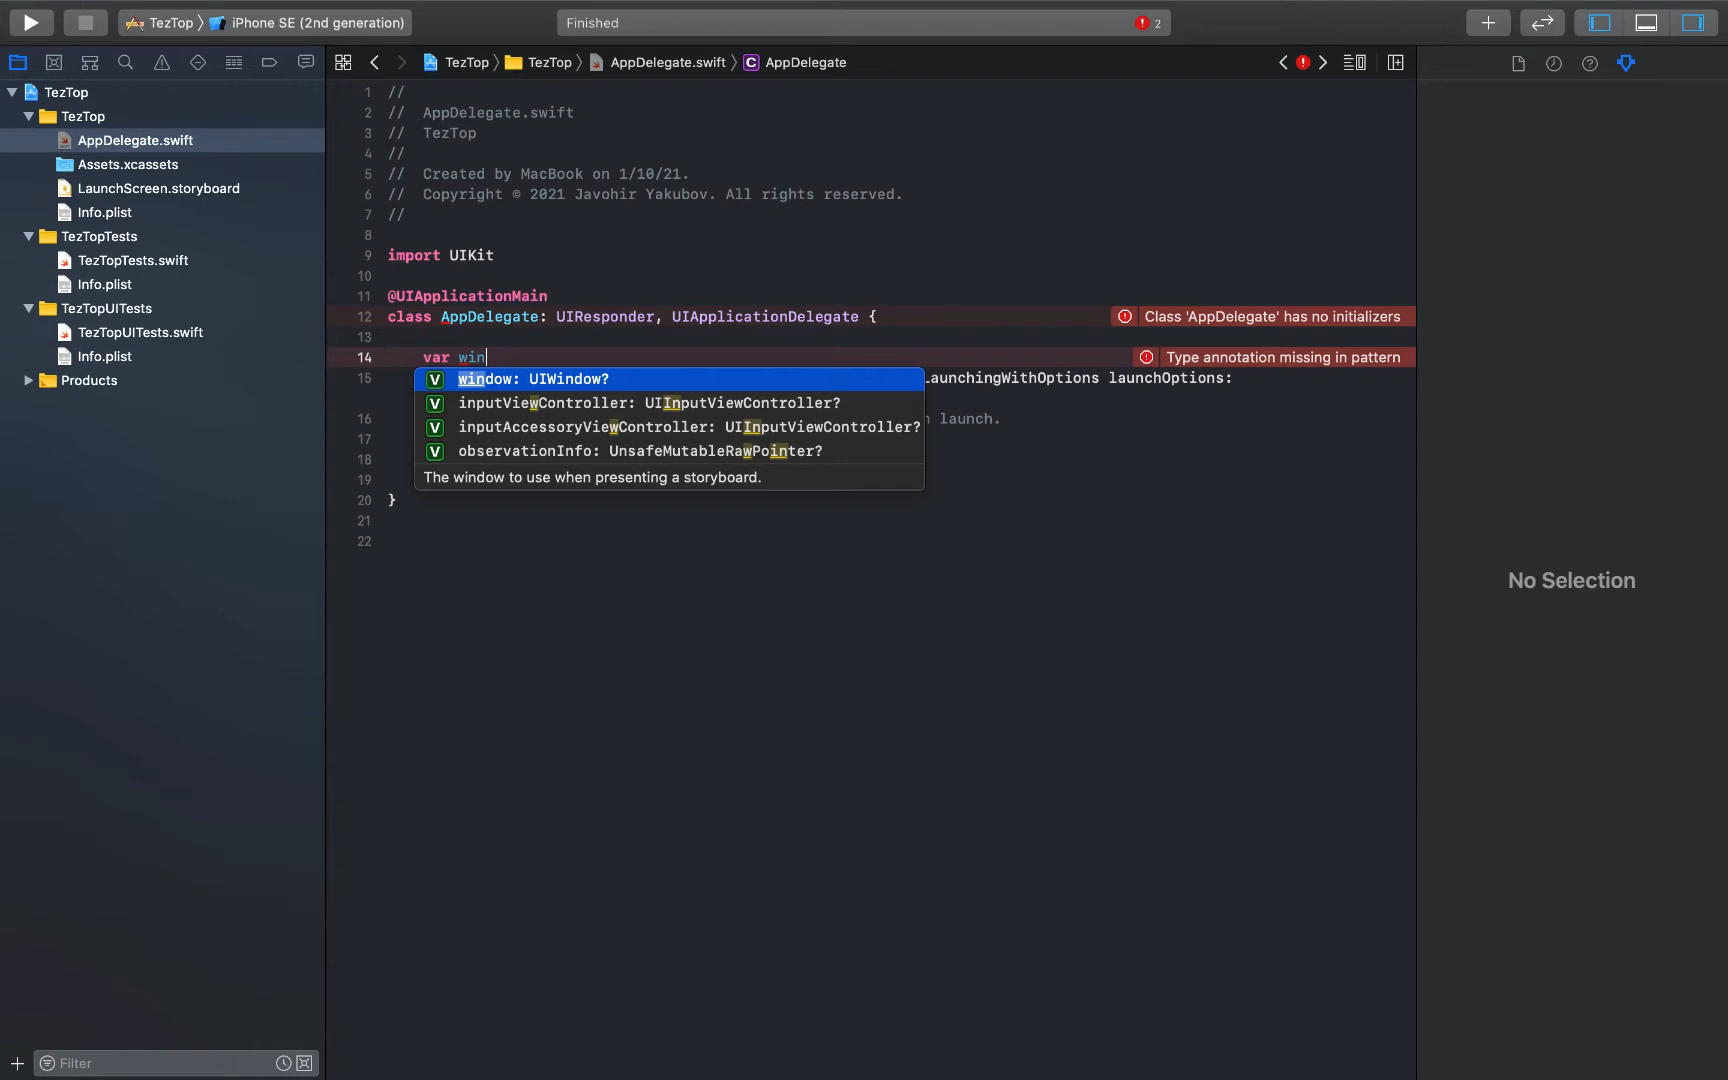 TezTop 〉 iPhone SE (2nd generation)
Finished
2
TezTop 〉 TezTop 〉 AppDelegate.swift 〉 C AppDelegate
TezTop
TezTop
AppDelegate.swift
Assets.xcassets
LaunchScreen.storyboard
Info.plist
TezTopTests
TezTopTests.swift
Info.plist
TezTopUITests
TezTopUITests.swift
Info.plist
Products
Filter
1 //
2 // AppDelegate.swift
3 // TezTop
4 //
5 // Created by MacBook on 1/10/21.
6 // Copyright © 2021 Javohir Yakubov. All rights reserved.
7 //
8
9 import UIKit
10
11 @UIApplicationMain
12 class AppDelegate: UIResponder, UIApplicationDelegate {
Class 'AppDelegate' has no initializers
13
14 var win
Type annotation missing in pattern
15 LaunchingWithOptions launchOptions:
V window: UIWindow?
V inputViewController: UIInputViewController?
V inputAccessoryViewController: UIInputViewController?
V observationInfo: UnsafeMutableRawPointer?
The window to use when presenting a storyboard.
16 launch.
17
18
19
20 }
21
22
No Selection